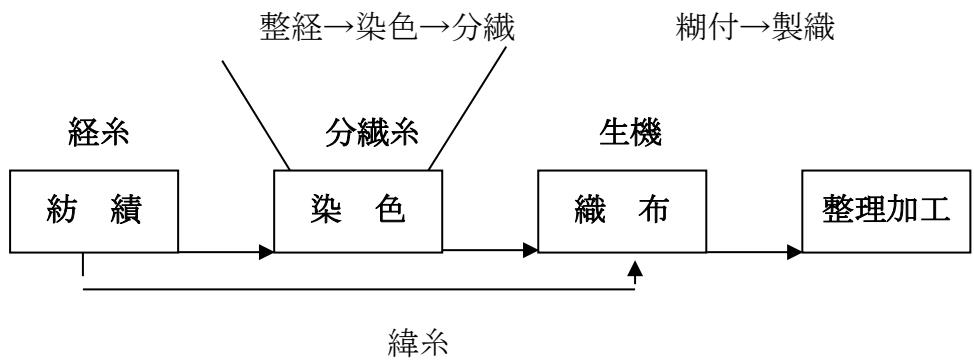 整経→染色→分繊 糊付→製織
経糸 分繊糸 生機
紡 績 染 色 織 布 整理加工
緯糸